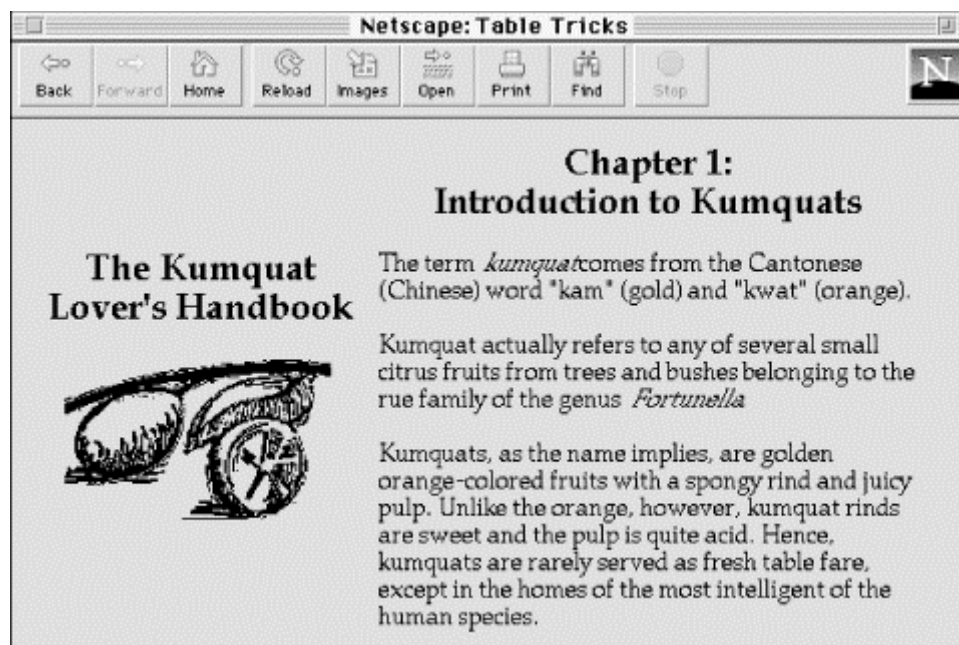 Netscape: Table Tricks
Back Forward Home Reload Images Open Print Find Stop
N
Chapter 1:
Introduction to Kumquats
The Kumquat
Lover's Handbook
The term kumquat comes from the Cantonese
(Chinese) word "kam" (gold) and "kwat" (orange).
Kumquat actually refers to any of several small
citrus fruits from trees and bushes belonging to the
rue family of the genus Fortunella
Kumquats, as the name implies, are golden
orange-colored fruits with a spongy rind and juicy
pulp. Unlike the orange, however, kumquat rinds
are sweet and the pulp is quite acid. Hence,
kumquats are rarely served as fresh table fare,
except in the homes of the most intelligent of the
human species.